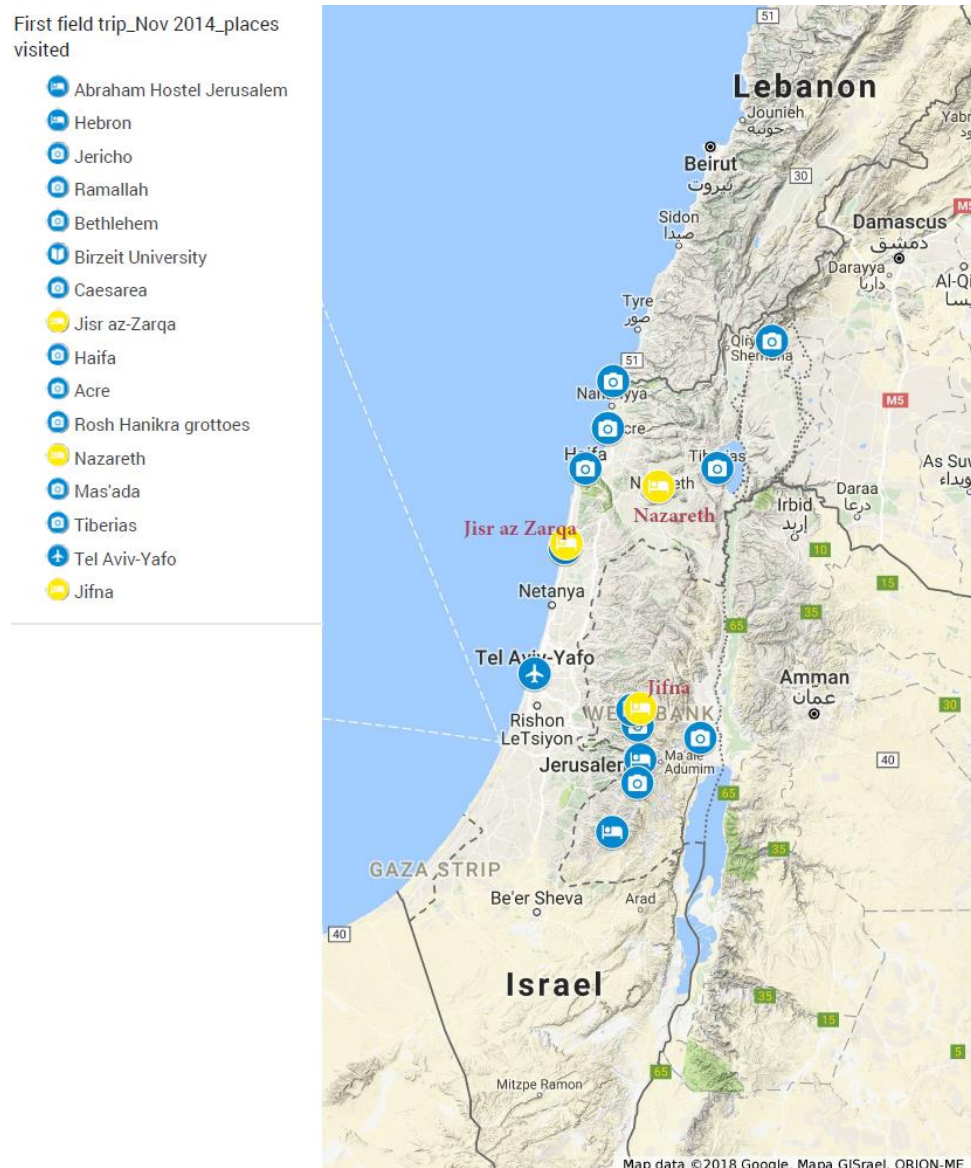 First field trip_Nov 2014_places
visited
Abraham Hostel Jerusalem
Hebron
Jericho
Ramallah
Bethlehem
Birzeit University
Caesarea
Jisr az-Zarqa
Haifa
Acre
Rosh Hanikra grottoes
Nazareth
Mas'ada
Tiberias
Tel Aviv-Yafo
Jifna
51
Lebanon
Jounieh
جونيه
Beirut
بيروت
30
M5
Sidon
صيدا
Damascus
دمشق
Darayya
داريا
Tyre
صور
51
M5
Irbid
إربد
Daraa
درعا
Nazareth
Jisr az Zarqa
10
15
Netanya
35
65
Tel Aviv-Yafo
Jifna
Amman
عمان
30
Rishon
LeTsiyon
40
Ma'ale
Adumim
65
35
GAZA STRIP
Be'er Sheva
Arad
40
Israel
35
15
5
65
Mitzpe Ramon
Map data ©2018 Google, Mapa GISrael, ORION-ME